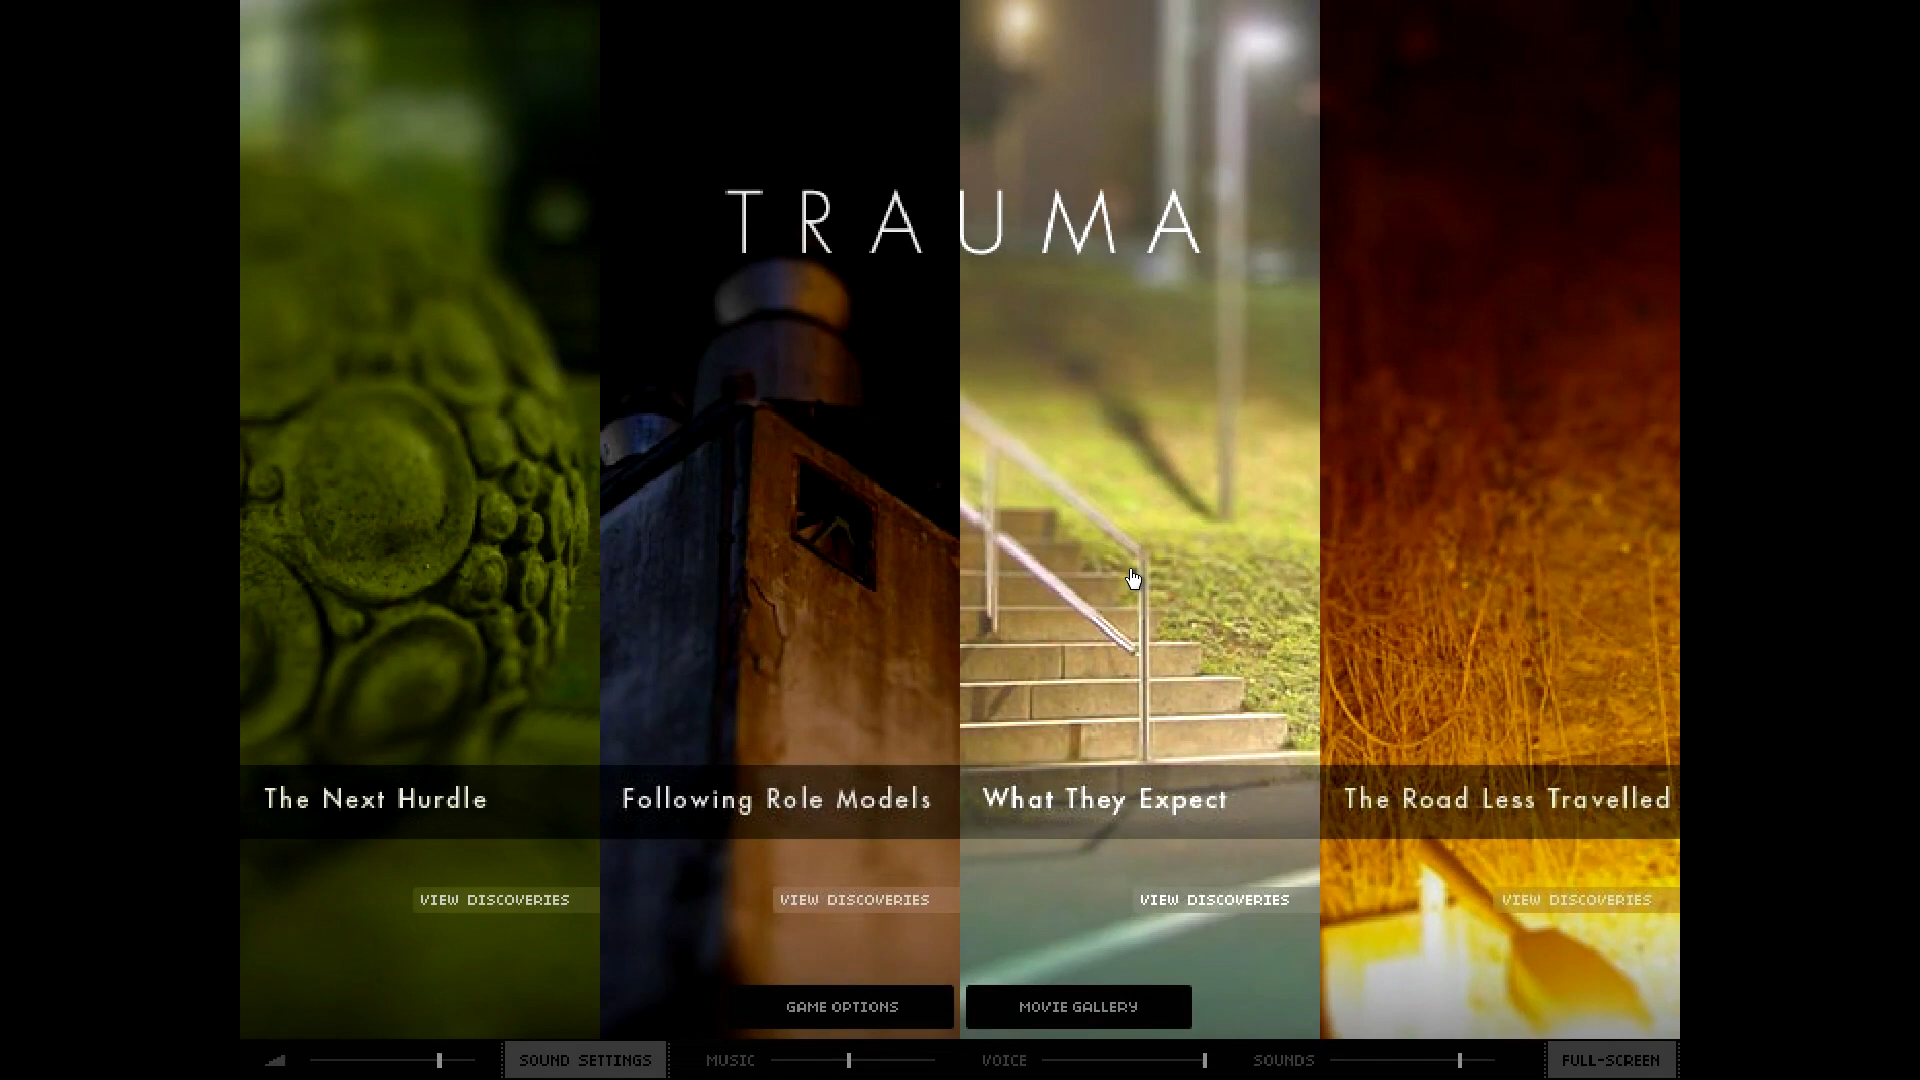 TRAUMA
The Next Hurdle
Following Role Models
What They Expect
The Road Less Travelled
VIEW DISCOVERIES
VIEW DISCOVERIES
VIEW DISCOVERIES
VIEW DISCOVERIES
GAME OPTIONS
MOVIE GALLERY
SOUND SETTINGS
MUSIC
VOICE
SOUNDS
FULL-SCREEN